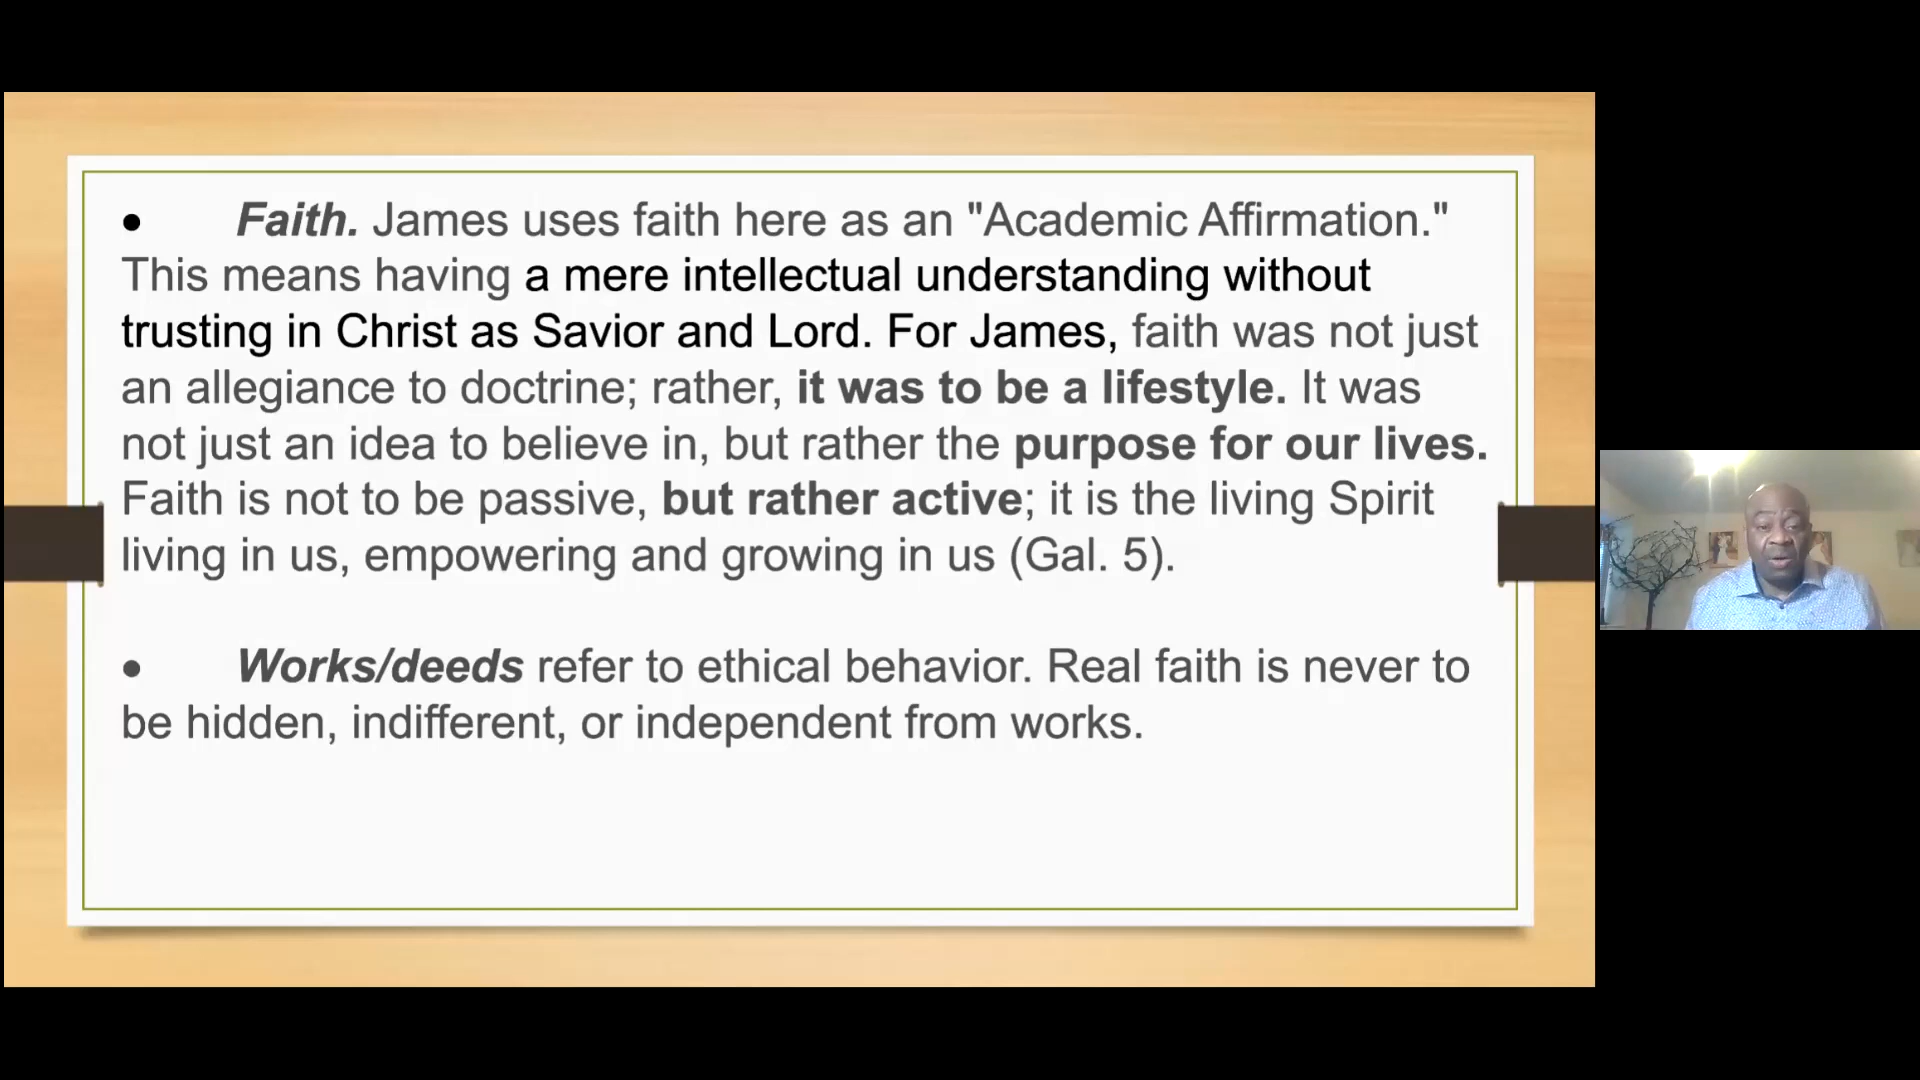 ● Faith. James uses faith here as an "Academic Affirmation."
This means having a mere intellectual understanding without
trusting in Christ as Savior and Lord. For James, faith was not just
an allegiance to doctrine; rather, it was to be a lifestyle. It was
not just an idea to believe in, but rather the purpose for our lives.
Faith is not to be passive, but rather active; it is the living Spirit
living in us, empowering and growing in us (Gal. 5).
● Works/deeds refer to ethical behavior. Real faith is never to
be hidden, indifferent, or independent from works.